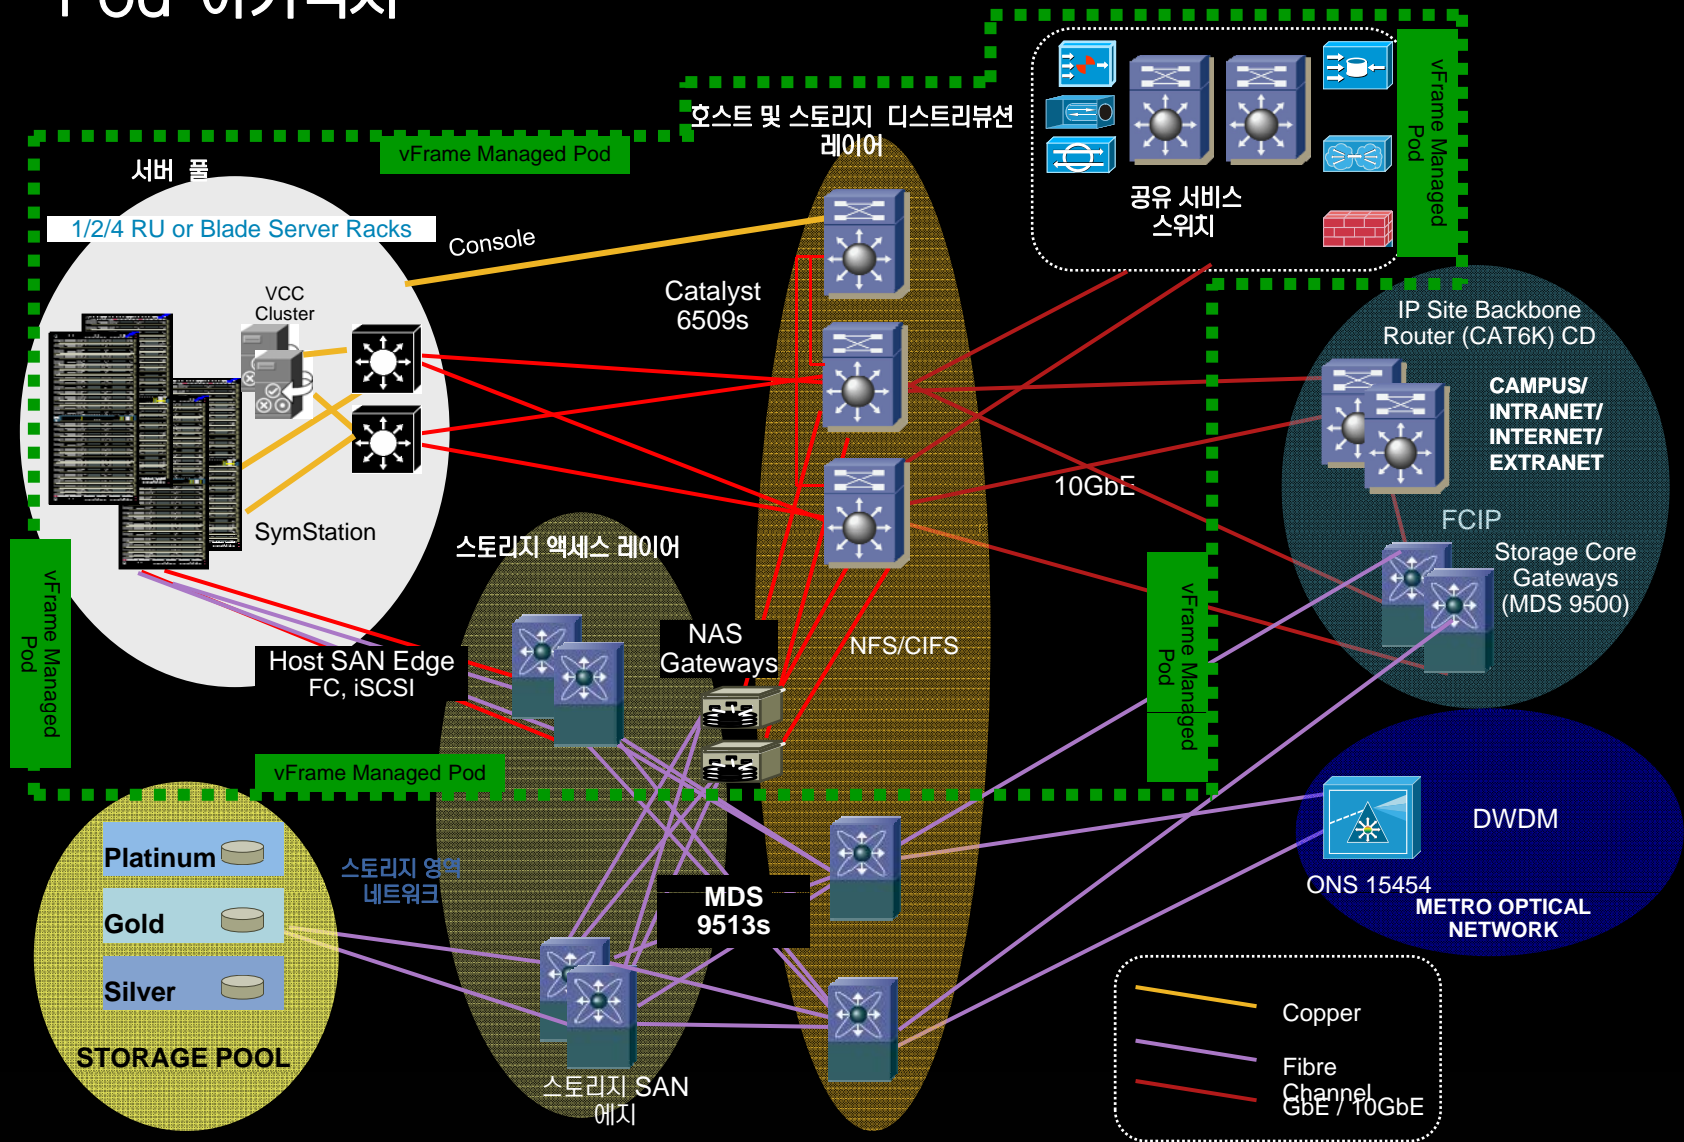 Pod 아키텍처
호스트 및 스토리지 디스트리뷰션
레이어
vFrame Managed Pod
서버 풀
1/2/4 RU or Blade Server Racks
Console
VCC
Cluster
SymStation
Catalyst
6509s
공유 서비스
스위치
vFrame Managed
Pod
IP Site Backbone
Router (CAT6K) CD
CAMPUS/
INTRANET/
INTERNET/
EXTRANET
10GbE
FCIP
Storage Core
Gateways
(MDS 9500)
스토리지 액세스 레이어
vFrame Managed
Pod
vFrame Managed
Pod
NAS
Gateways
NFS/CIFS
Host SAN Edge
FC, iSCSI
vFrame Managed Pod
Platinum
Gold
Silver
STORAGE POOL
스토리지 영역
네트워크
MDS
9513s
DWDM
ONS 15454
METRO OPTICAL
NETWORK
스토리지 SAN
에지
Copper
Fibre
Channel
GbE / 10GbE